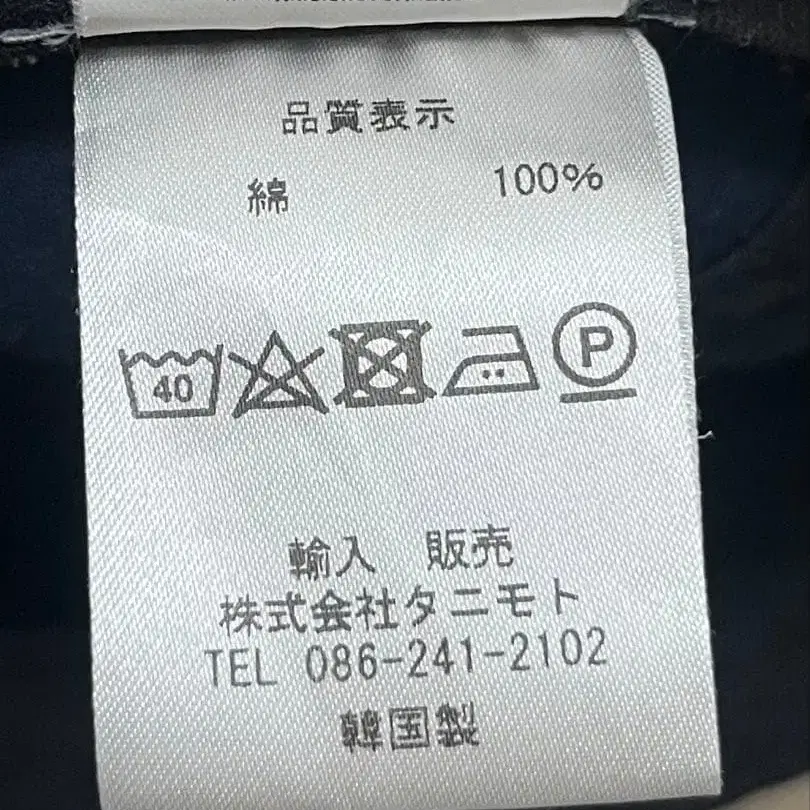 品質表示
綿 100%
40 P
輸入 販売
株式会社タニモト
TEL 086-241-2102
韓国製